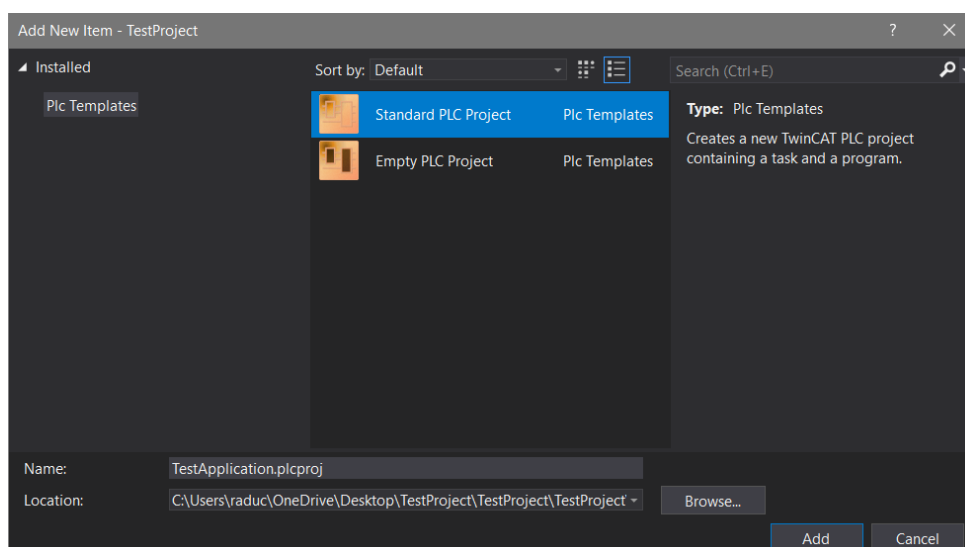 Add New Item - TestProject
Installed
Plc Templates
Sort by: Default
Search (Ctrl+E)
Standard PLC Project Plc Templates
Empty PLC Project Plc Templates
Type: Plc Templates
Creates a new TwinCAT PLC project
containing a task and a program.
Name: TestApplication.plcproj
Location: C:\Users\raduc\OneDrive\Desktop\TestProject\TestProject\TestProject\
Browse...
Add Cancel